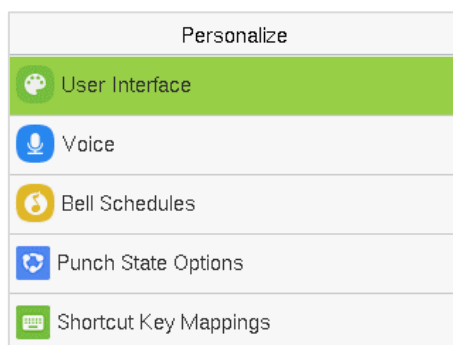 Personalize
User Interface
Voice
Bell Schedules
Punch State Options
Shortcut Key Mappings